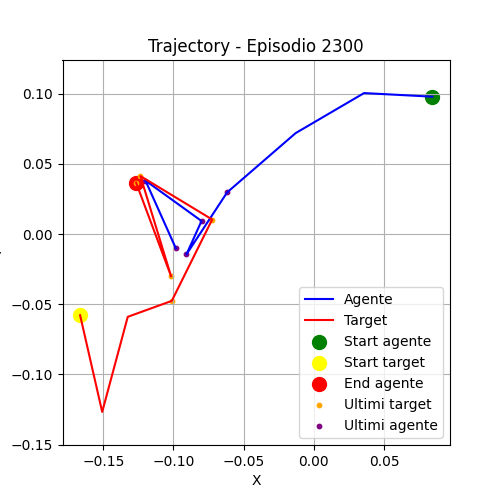 Trajectory - Episodio 2300
0.10
0.05
0.00
−0.05
−0.10
−0.15
−0.15
−0.10
−0.05
0.00
0.05
X
Agente
Target
Start agente
Start target
End agente
Ultimi target
Ultimi agente